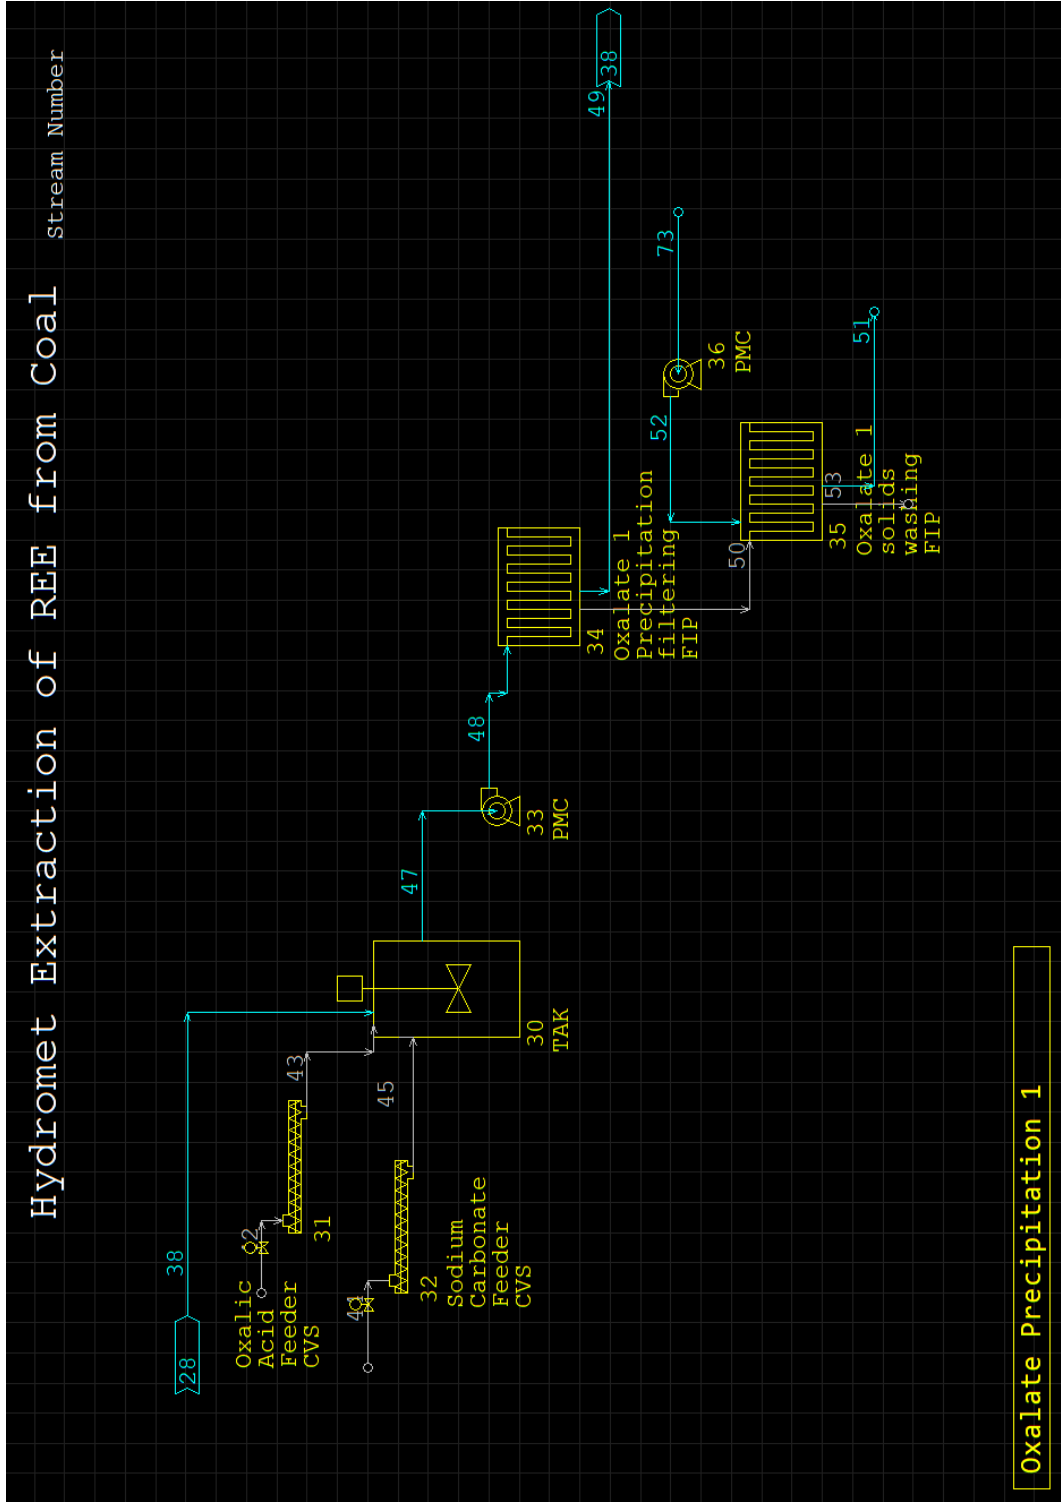 Hydromet Extraction of REE from Coal
Stream Number
28
38
Oxalic
Acid
Feeder
CVS
31
43
32
Sodium
Carbonate
Feeder
CVS
45
30
TAK
47
33
PMC
48
34
Oxalate 1
Precipitation
filtering
FIP
49
38
50
52
36
PMC
73
35
Oxalate 1
solids
washing
FIP
53
51
Oxalate Precipitation 1